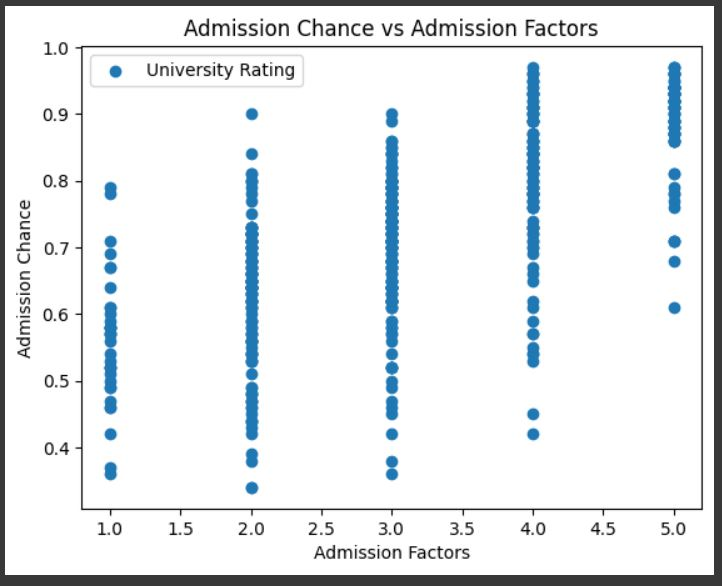 Admission Chance vs Admission Factors
University Rating
1.0
0.9
0.8
0.7
0.6
0.5
0.4
Admission Chance
1.0 1.5 2.0 2.5 3.0 3.5 4.0 4.5 5.0
Admission Factors